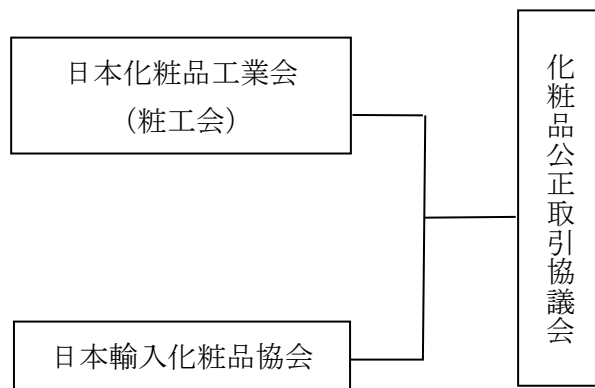 日本化粧品工業会
（粧工会）
日本輸入化粧品協会
化粧品公正取引協議会